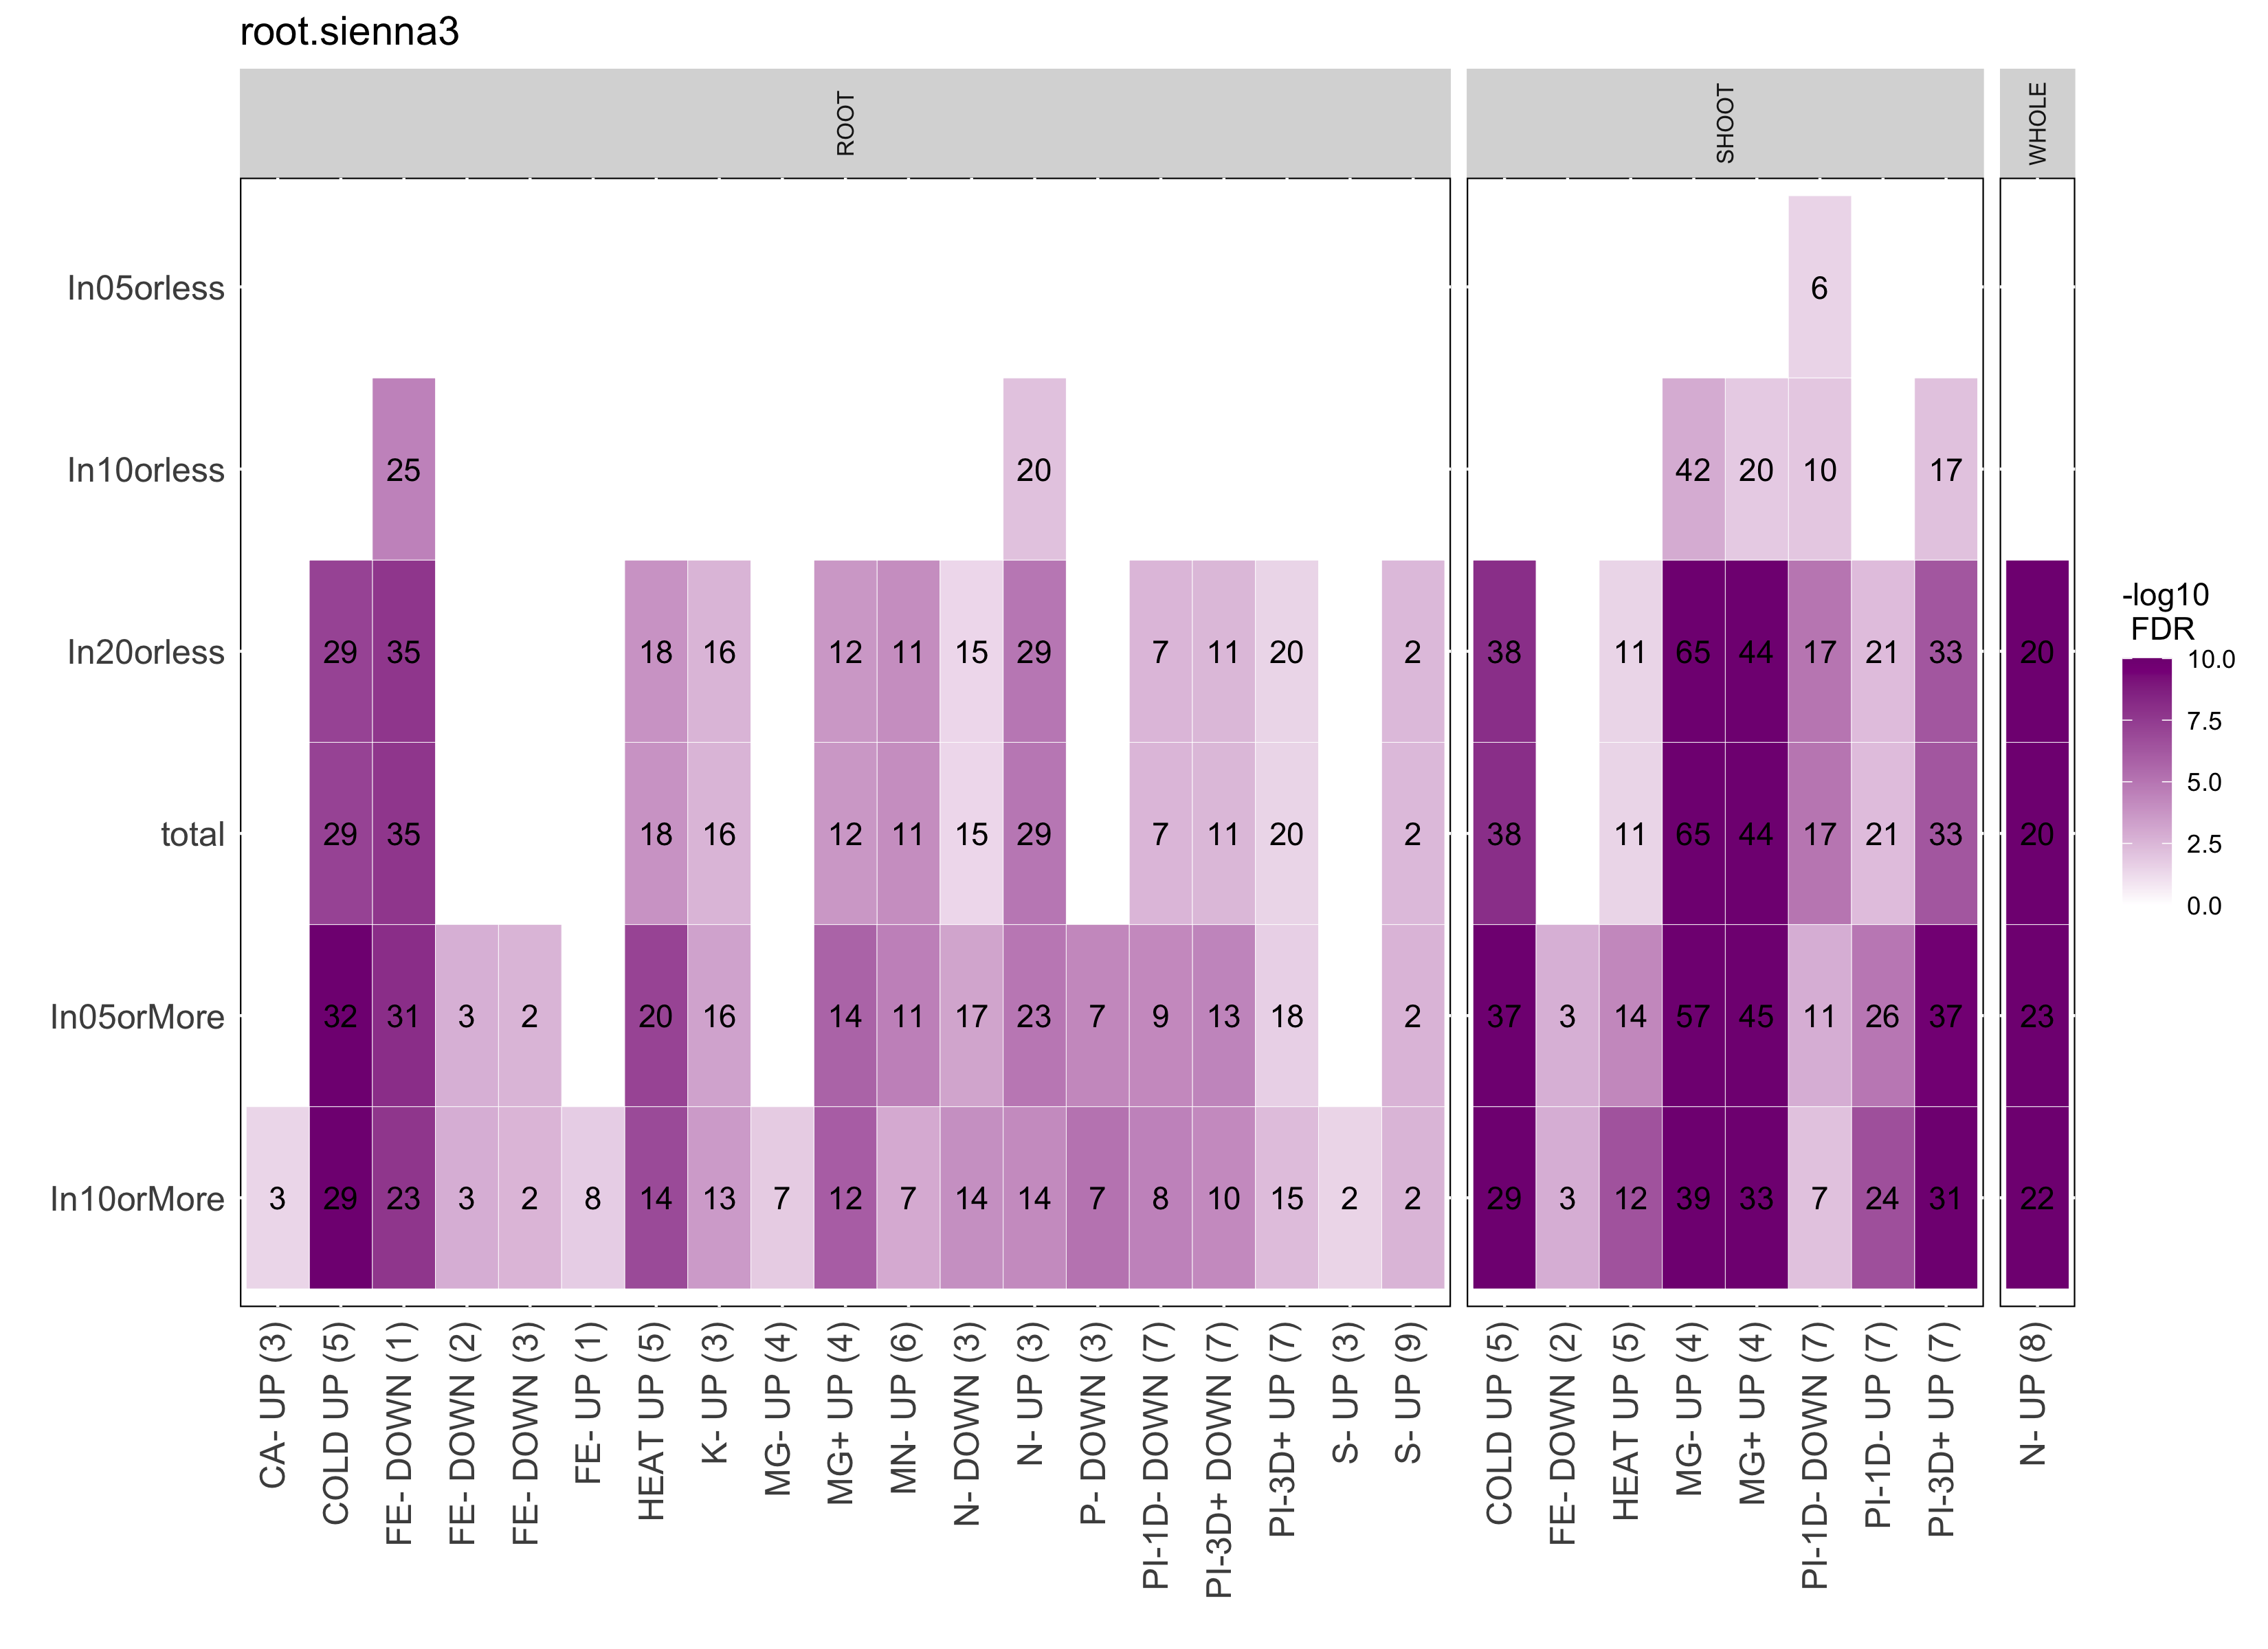 root.sienna3
ROOT SHOOT WHOLE
In05orless 6
In10orless 25 20 42 20 10 17
In20orless 29 35 18 16 12 11 15 29 7 11 20 2 38 11 65 44 17 21 33 20
total 29 35 18 16 12 11 15 29 7 11 20 2 38 11 65 44 17 21 33 20
In05orMore 32 31 3 2 20 16 14 11 17 23 7 9 13 18 2 37 3 14 57 45 11 26 37 23
In10orMore 3 29 23 3 2 8 14 13 7 12 7 14 14 7 8 10 15 2 2 29 3 12 39 33 7 24 31 22
CA- UP (3)
COLD UP (5)
FE- DOWN (1)
FE- DOWN (2)
FE- DOWN (3)
FE- UP (1)
HEAT UP (5)
K- UP (3)
MG- UP (4)
MG+ UP (4)
MN- UP (6)
N- DOWN (3)
N- UP (3)
P- DOWN (3)
PI-1D- DOWN (7)
PI-3D+ DOWN (7)
PI-3D+ UP (7)
S- UP (3)
S- UP (9)
COLD UP (5)
FE- DOWN (2)
HEAT UP (5)
MG- UP (4)
MG+ UP (4)
PI-1D- DOWN (7)
PI-1D- UP (7)
PI-3D+ UP (7)
N- UP (8)
-log10
FDR
10.0
7.5
5.0
2.5
0.0